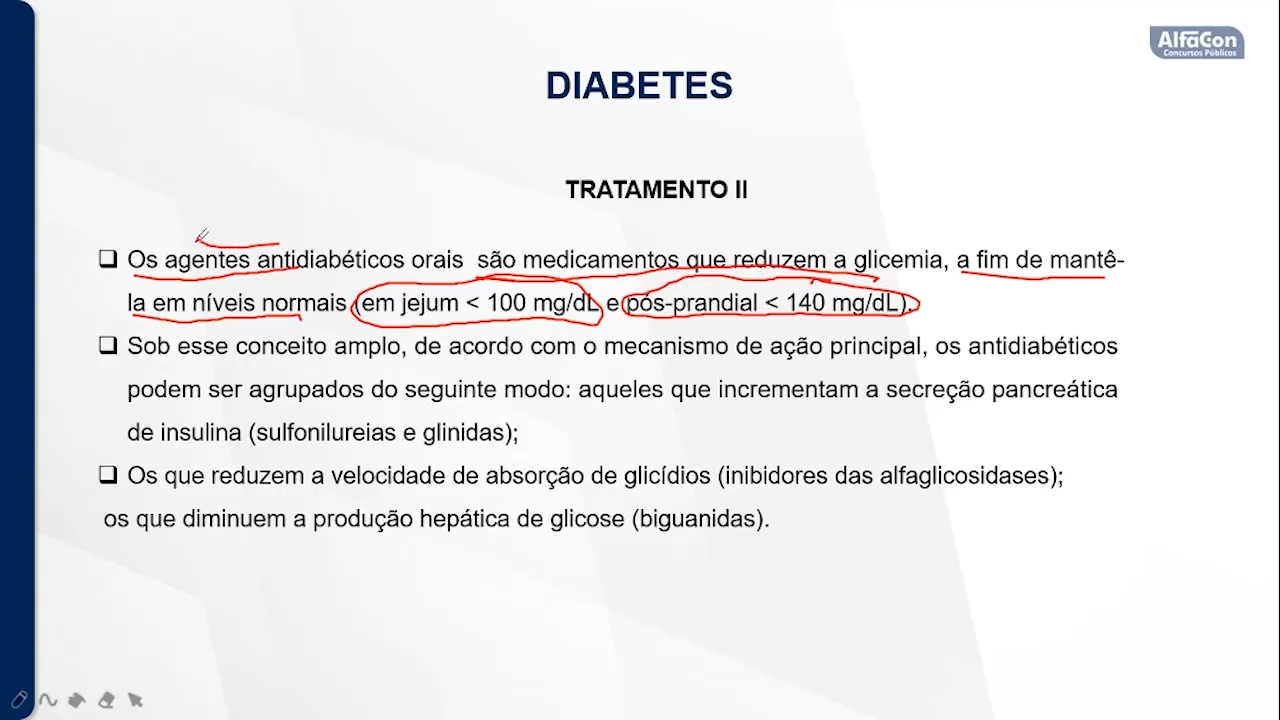 AlfaCon
Concursos Públicos
DIABETES
TRATAMENTO II
❑ Os agentes antidiabéticos orais são medicamentos que reduzem a glicemia, a fim de mantê-
la em níveis normais (em jejum < 100 mg/dL e pós-prandial < 140 mg/dL).
❑ Sob esse conceito amplo, de acordo com o mecanismo de ação principal, os antidiabéticos
podem ser agrupados do seguinte modo: aqueles que incrementam a secreção pancreática
de insulina (sulfonilureias e glinidas);
❑ Os que reduzem a velocidade de absorção de glicídios (inibidores das alfaglicosidases);
os que diminuem a produção hepática de glicose (biguanidas).